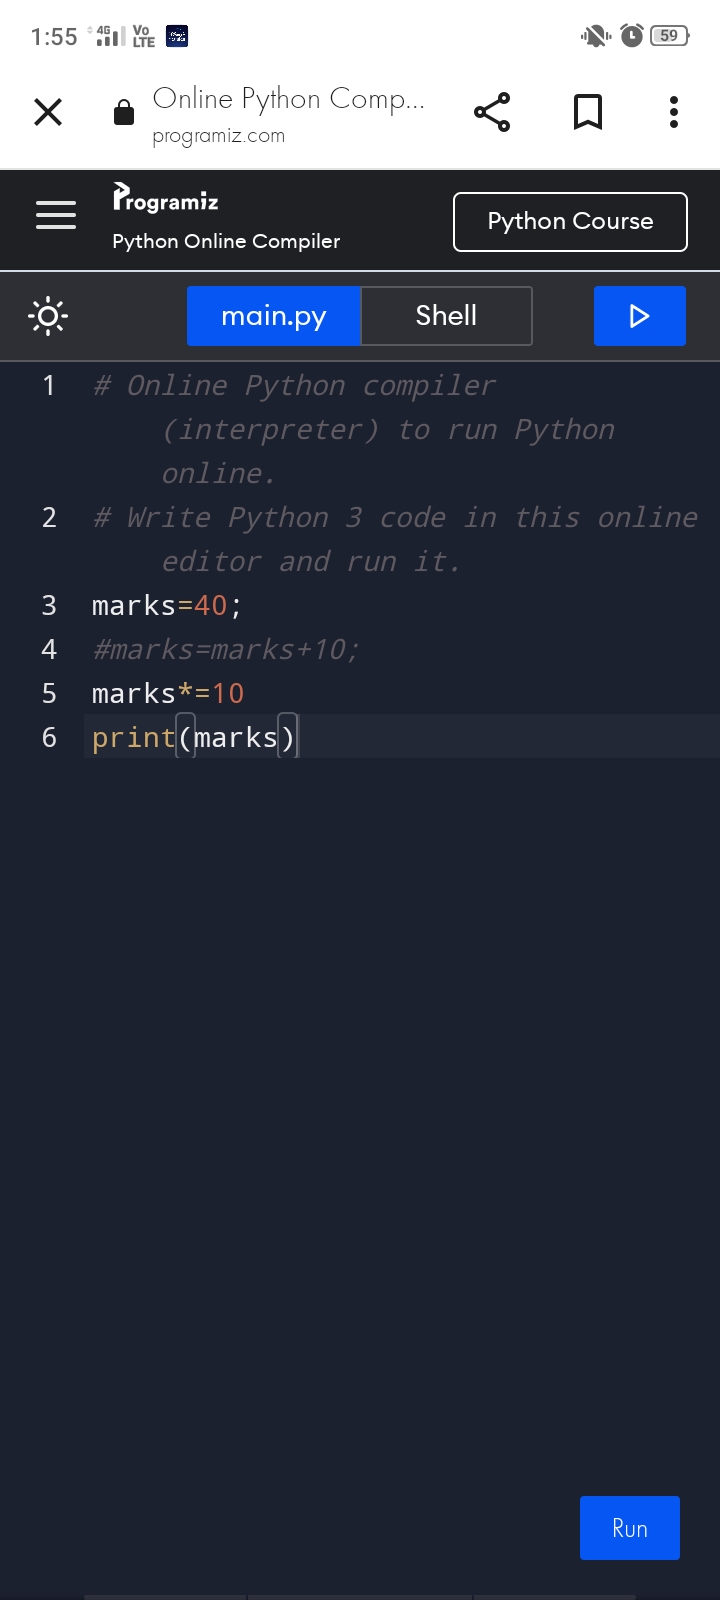 1:55 4G Vo LTE 59
Online Python Comp...
programiz.com
Programiz
Python Online Compiler
Python Course
main.py Shell
1 # Online Python compiler
(interpreter) to run Python
online.
2 # Write Python 3 code in this online
editor and run it.
3 marks=40;
4 #marks=marks+10;
5 marks*=10
6 print(marks)
Run